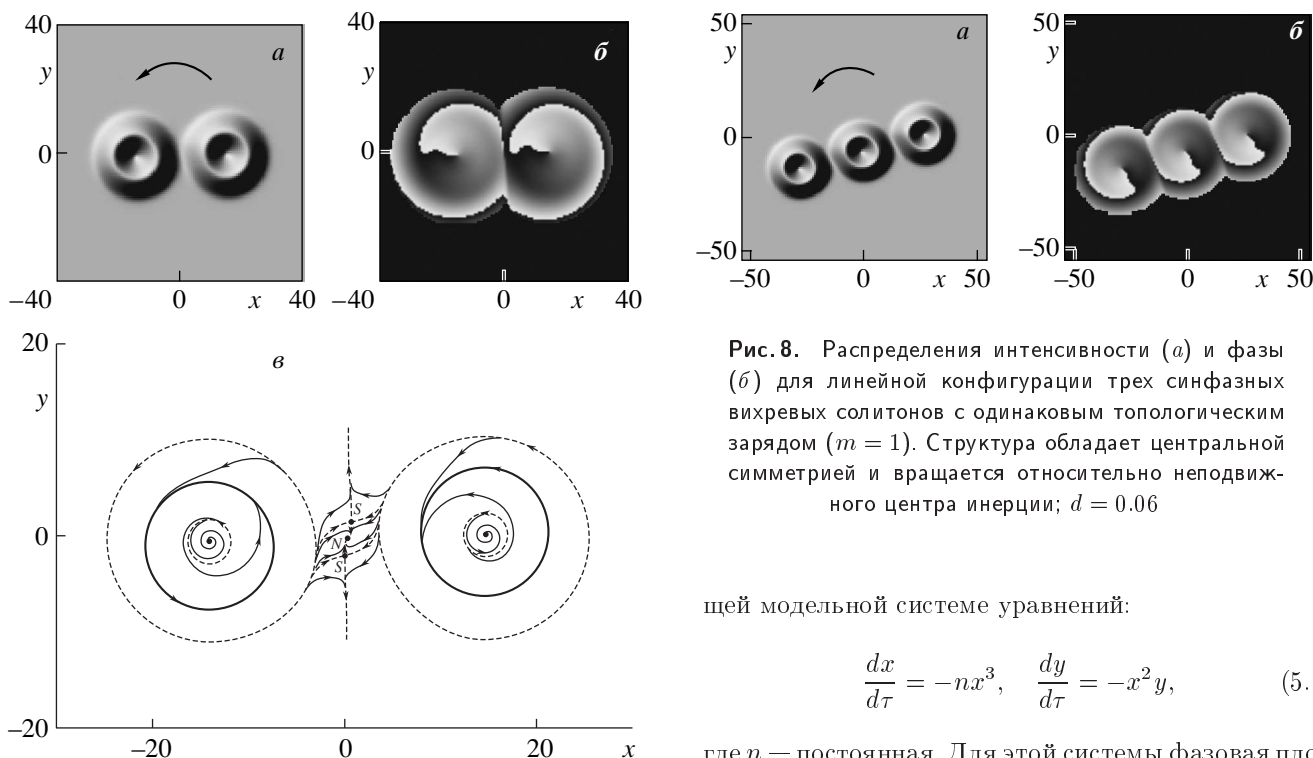 40
y
0
−40
0
x
40
а
40
y
0
−40
0
x
40
б
20
y
0
−20
−20
0
20
x
в
S
N
S
50
y
0
−50
−50
0
x
50
а
50
y
0
−50
−50
0
x
50
б
Рис. 8. Распределения интенсивности (а) и фазы
(б) для линейной конфигурации трех синфазных
вихревых солитонов с одинаковым топологическим
зарядом (m = 1). Структура обладает центральной
симметрией и вращается относительно неподвиж-
ного центра инерции; d = 0.06
щей модельной системе уравнений:
dx/dτ = −nx³, dy/dτ = −x²y, (5.
где n — постоянная. Для этой системы фазовая пло